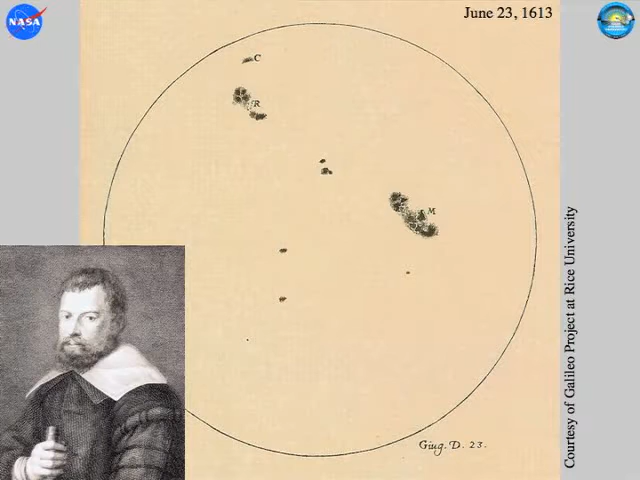 NASA
June 23, 1613
C
R
M
Giug. D. 23.
Courtesy of Galileo Project at Rice University